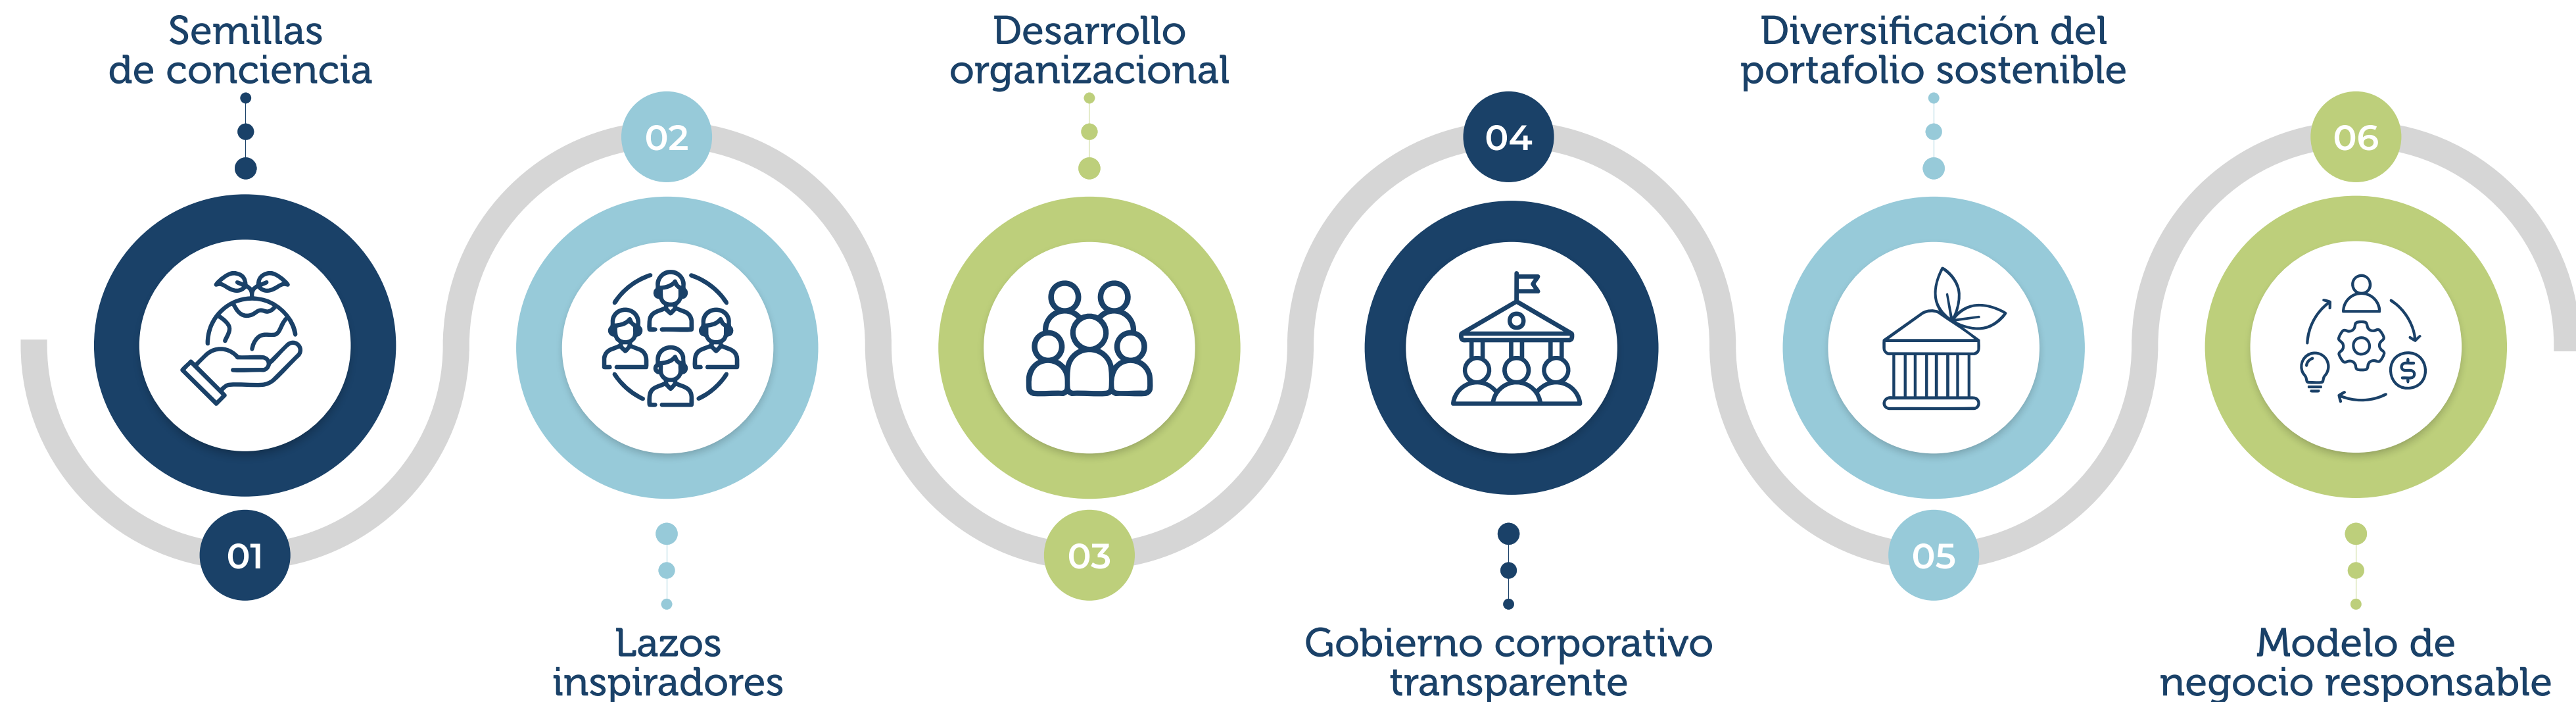 Semillas
de conciencia
01
02
Lazos
inspiradores
Desarrollo
organizacional
03
04
Gobierno corporativo
transparente
Diversificación del
portafolio sostenible
05
06
Modelo de
negocio responsable